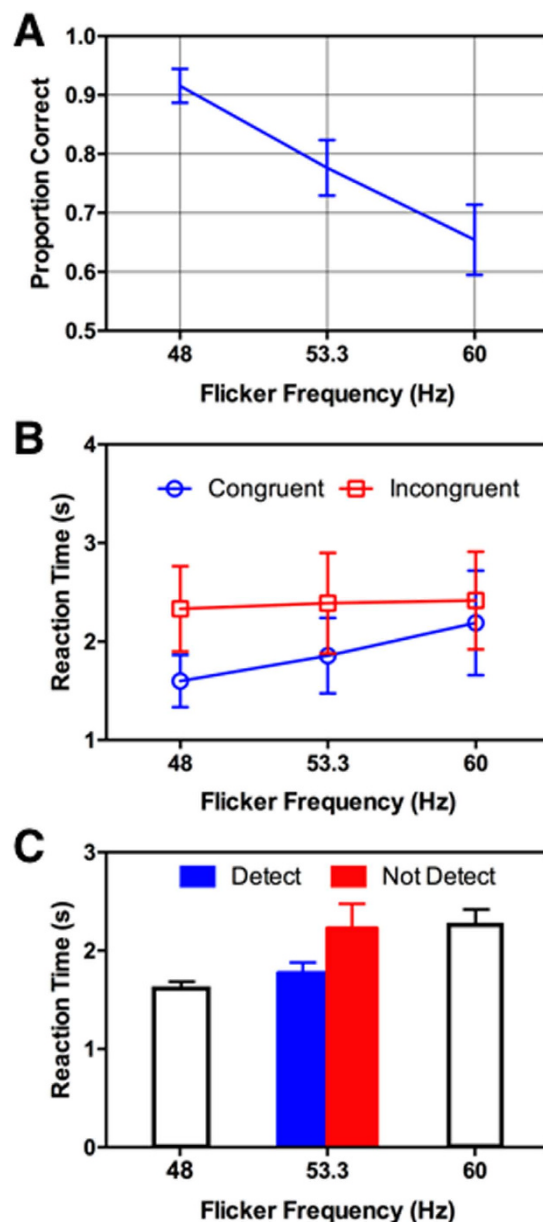 A
1.0
0.9
0.8
0.7
0.6
0.5
Proportion Correct
48 53.3 60
Flicker Frequency (Hz)
B
4
3
2
1
Reaction Time (s)
Congruent Incongruent
48 53.3 60
Flicker Frequency (Hz)
C
3
2
1
0
Reaction Time (s)
Detect Not Detect
48 53.3 60
Flicker Frequency (Hz)